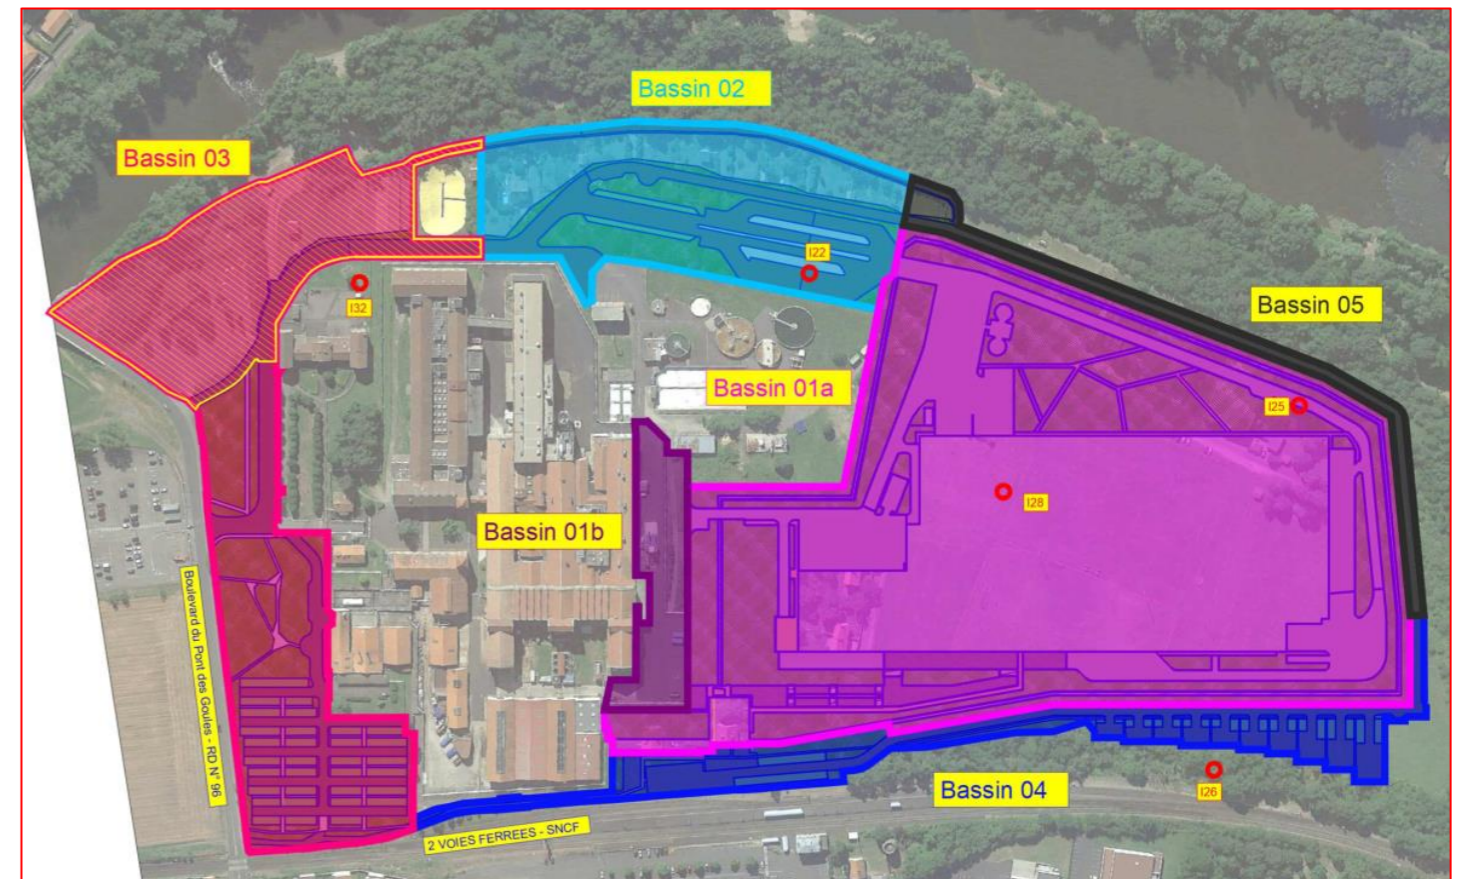 Bassin 02
Bassin 03
I22
I32
Bassin 05
Bassin 01a
I25
I28
Bassin 01b
Boulevard du Pont des Goules - RD N° 96
Bassin 04
I26
2 VOIES FERREES - SNCF